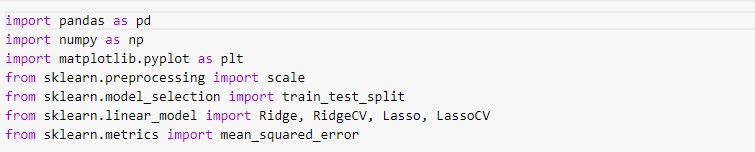 import pandas as pd
import numpy as np
import matplotlib.pyplot as plt
from sklearn.preprocessing import scale
from sklearn.model_selection import train_test_split
from sklearn.linear_model import Ridge, RidgeCV, Lasso, LassoCV
from sklearn.metrics import mean_squared_error